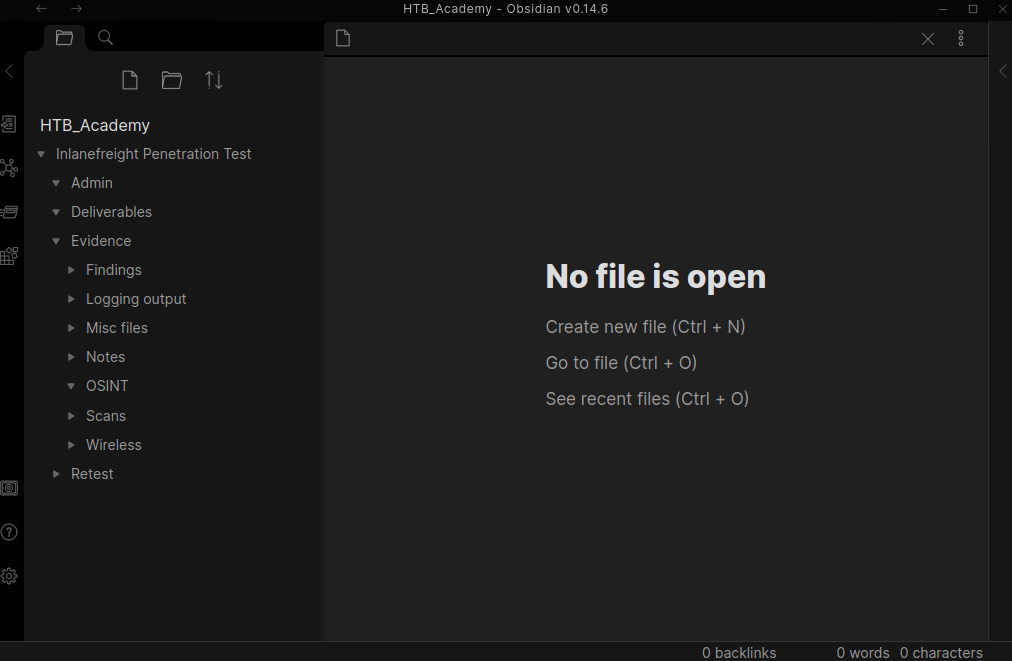 HTB_Academy - Obsidian v0.14.6
HTB_Academy
Inlanefreight Penetration Test
Admin
Deliverables
Evidence
Findings
Logging output
Misc files
Notes
OSINT
Scans
Wireless
Retest
No file is open
Create new file (Ctrl + N)
Go to file (Ctrl + O)
See recent files (Ctrl + O)
0 backlinks 0 words 0 characters